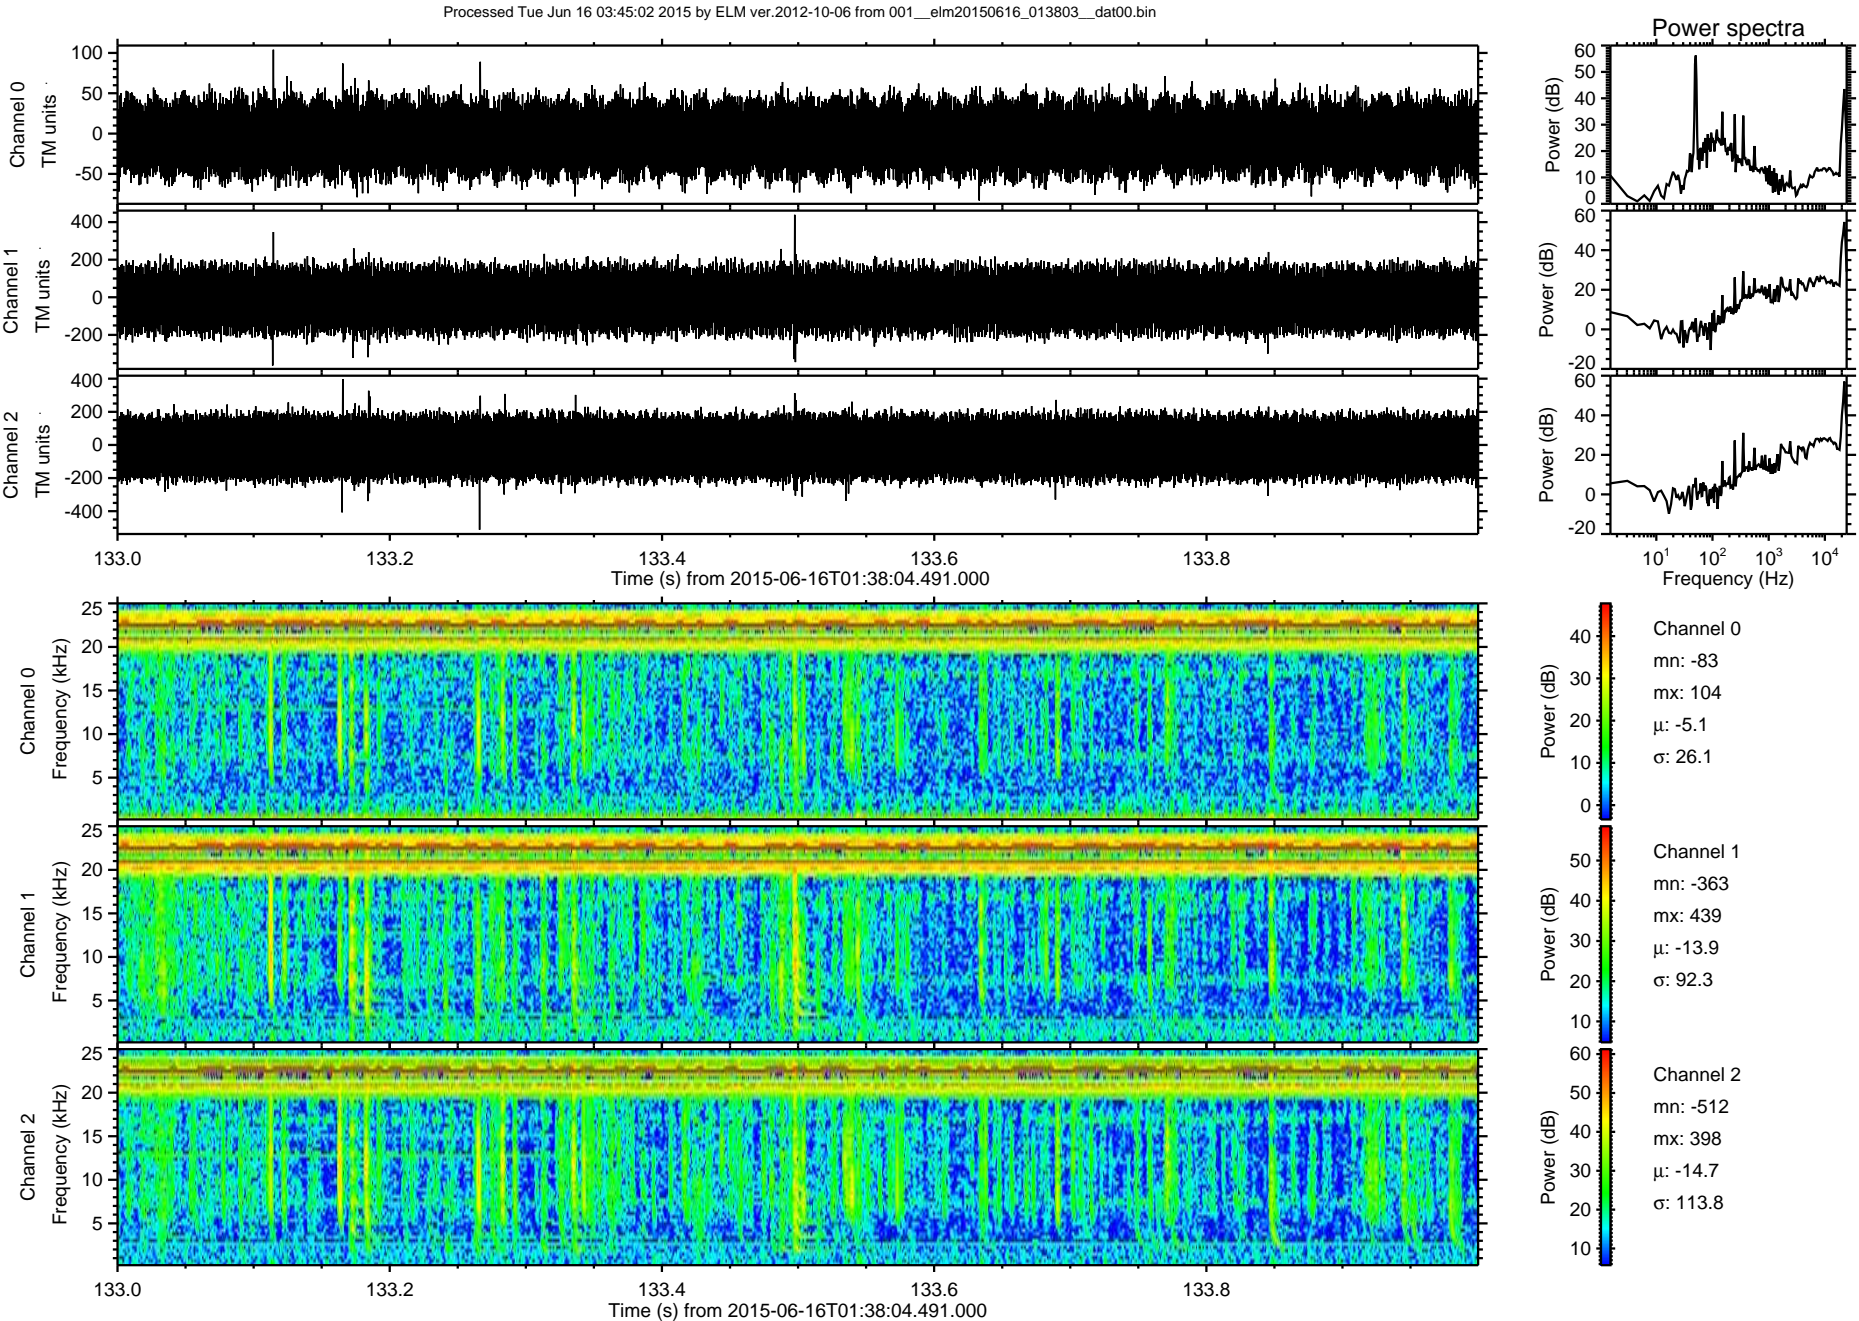 Processed Tue Jun 16 03:45:02 2015 by ELM ver.2012-10-06 from 001__elm20150616_013803__dat00.bin
Power spectra
Channel 0
TM units
100
50
0
-50
Power (dB)
60
50
40
30
20
10
0
Channel 1
TM units
400
200
0
-200
Power (dB)
60
40
20
0
-20
Channel 2
TM units
400
200
0
-200
-400
Power (dB)
60
40
20
0
-20
133.0 133.2 133.4 133.6 133.8
Time (s) from 2015-06-16T01:38:04.491.000
10^1 10^2 10^3 10^4
Frequency (Hz)
Channel 0
Frequency (kHz)
25
20
15
10
5
Power (dB)
40
30
20
10
0
Channel 0
mn: -83
mx: 104
μ: -5.1
σ: 26.1
Channel 1
Frequency (kHz)
25
20
15
10
5
Power (dB)
50
40
30
20
10
Channel 1
mn: -363
mx: 439
μ: -13.9
σ: 92.3
Channel 2
Frequency (kHz)
25
20
15
10
5
Power (dB)
60
50
40
30
20
10
Channel 2
mn: -512
mx: 398
μ: -14.7
σ: 113.8
133.0 133.2 133.4 133.6 133.8
Time (s) from 2015-06-16T01:38:04.491.000